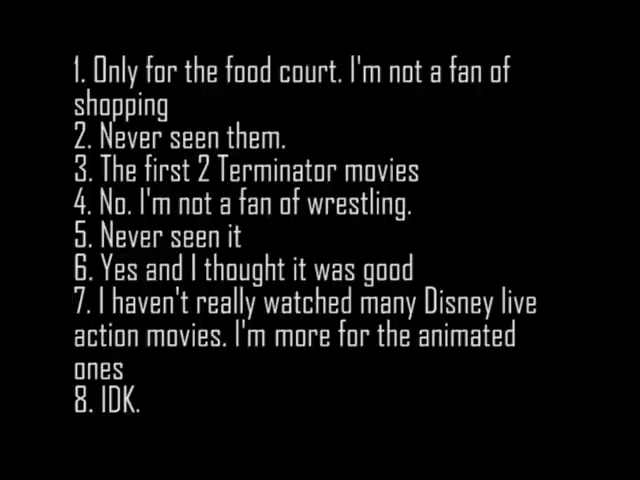 1. Only for the food court. I'm not a fan of
shopping
2. Never seen them.
3. The first 2 Terminator movies
4. No. I'm not a fan of wrestling.
5. Never seen it
6. Yes and I thought it was good
7. I haven't really watched many Disney live
action movies. I'm more for the animated
ones
8. IDK.